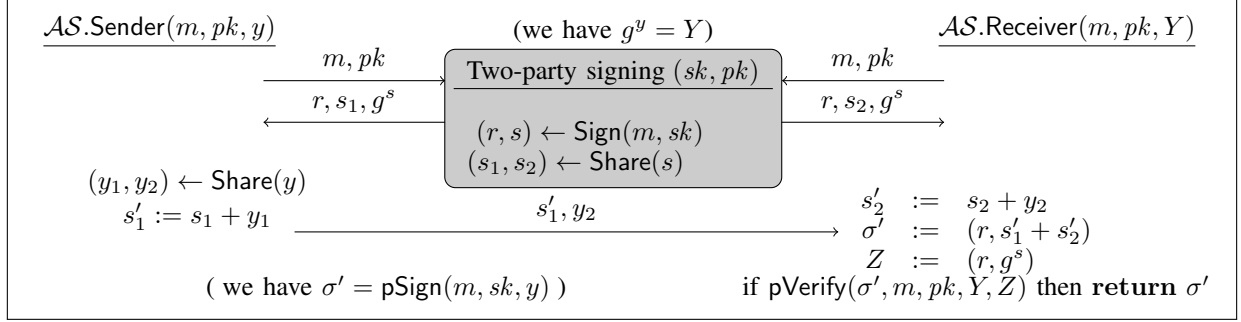 AS.Sender(m, pk, y)
(we have g^y = Y)
AS.Receiver(m, pk, Y)
m, pk
Two-party signing (sk, pk)
m, pk
r, s_1, g^s
r, s_2, g^s
(r, s) ← Sign(m, sk)
(s_1, s_2) ← Share(s)
(y_1, y_2) ← Share(y)
s'_1 := s_1 + y_1
s'_1, y_2
s'_2 := s_2 + y_2
σ' := (r, s'_1 + s'_2)
Z := (r, g^s)
( we have σ' = pSign(m, sk, y) )
if pVerify(σ', m, pk, Y, Z) then return σ'